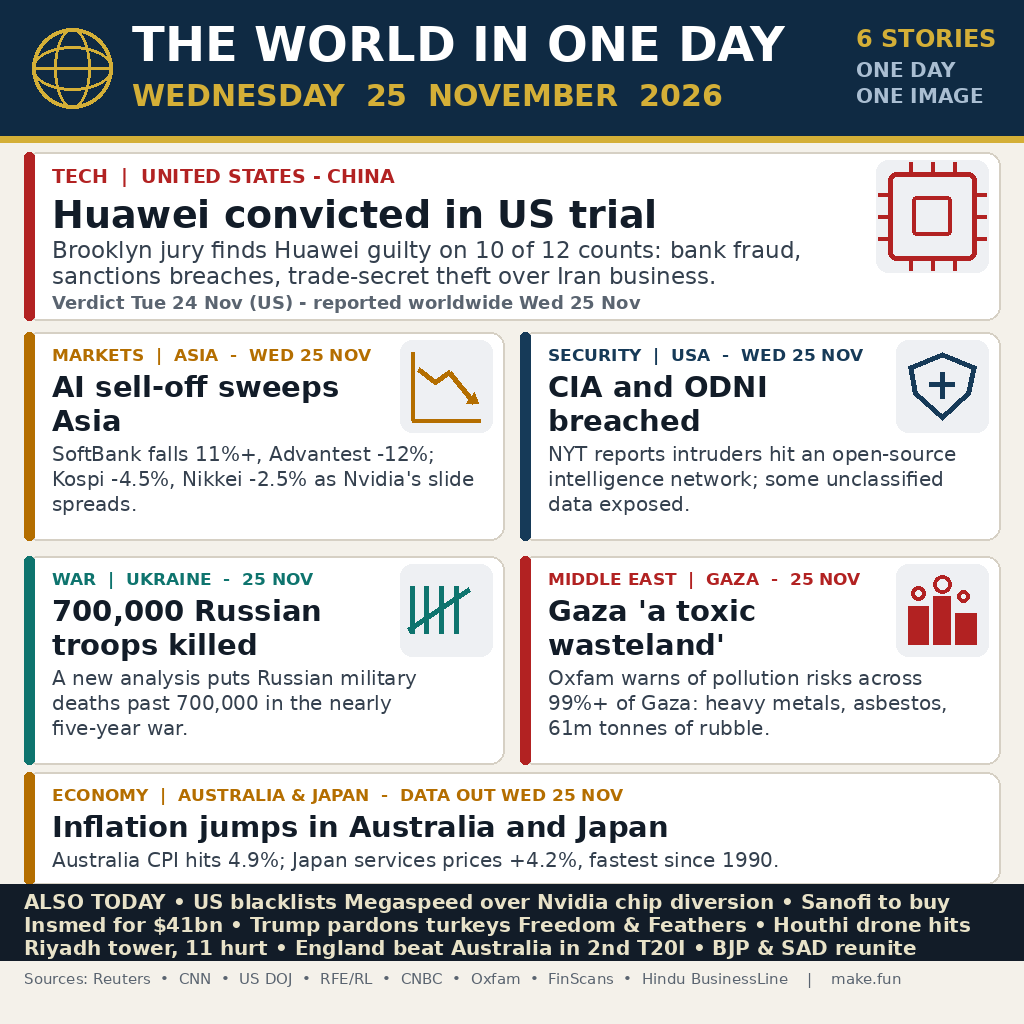 THE WORLD IN ONE DAY
WEDNESDAY 25 NOVEMBER 2026
6 STORIES
ONE DAY
ONE IMAGE
TECH | UNITED STATES - CHINA
Huawei convicted in US trial
Brooklyn jury finds Huawei guilty on 10 of 12 counts: bank fraud,
sanctions breaches, trade-secret theft over Iran business.
Verdict Tue 24 Nov (US) - reported worldwide Wed 25 Nov
MARKETS | ASIA - WED 25 NOV
AI sell-off sweeps
Asia
SoftBank falls 11%+, Advantest -12%;
Kospi -4.5%, Nikkei -2.5% as Nvidia's slide
spreads.
SECURITY | USA - WED 25 NOV
CIA and ODNI
breached
NYT reports intruders hit an open-source
intelligence network; some unclassified
data exposed.
WAR | UKRAINE - 25 NOV
700,000 Russian
troops killed
A new analysis puts Russian military
deaths past 700,000 in the nearly
five-year war.
MIDDLE EAST | GAZA - 25 NOV
Gaza 'a toxic
wasteland'
Oxfam warns of pollution risks across
99%+ of Gaza: heavy metals, asbestos,
61m tonnes of rubble.
ECONOMY | AUSTRALIA & JAPAN - DATA OUT WED 25 NOV
Inflation jumps in Australia and Japan
Australia CPI hits 4.9%; Japan services prices +4.2%, fastest since 1990.
ALSO TODAY • US blacklists Megaspeed over Nvidia chip diversion • Sanofi to buy
Insmed for $41bn • Trump pardons turkeys Freedom & Feathers • Houthi drone hits
Riyadh tower, 11 hurt • England beat Australia in 2nd T20I • BJP & SAD reunite
Sources: Reuters • CNN • US DOJ • RFE/RL • CNBC • Oxfam • FinScans • Hindu BusinessLine | make.fun